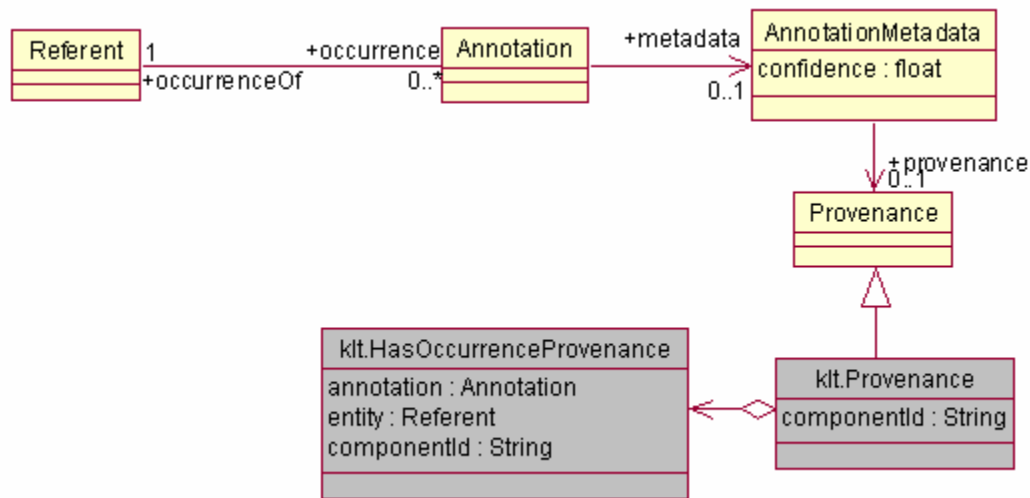 Referent
1
+occurrenceOf
+occurrence
0..*
Annotation
+metadata
0..1
AnnotationMetadata
confidence : float
+provenance
0..1
Provenance
klt.HasOccurrenceProvenance
annotation : Annotation
entity : Referent
componentId : String
klt.Provenance
componentId : String